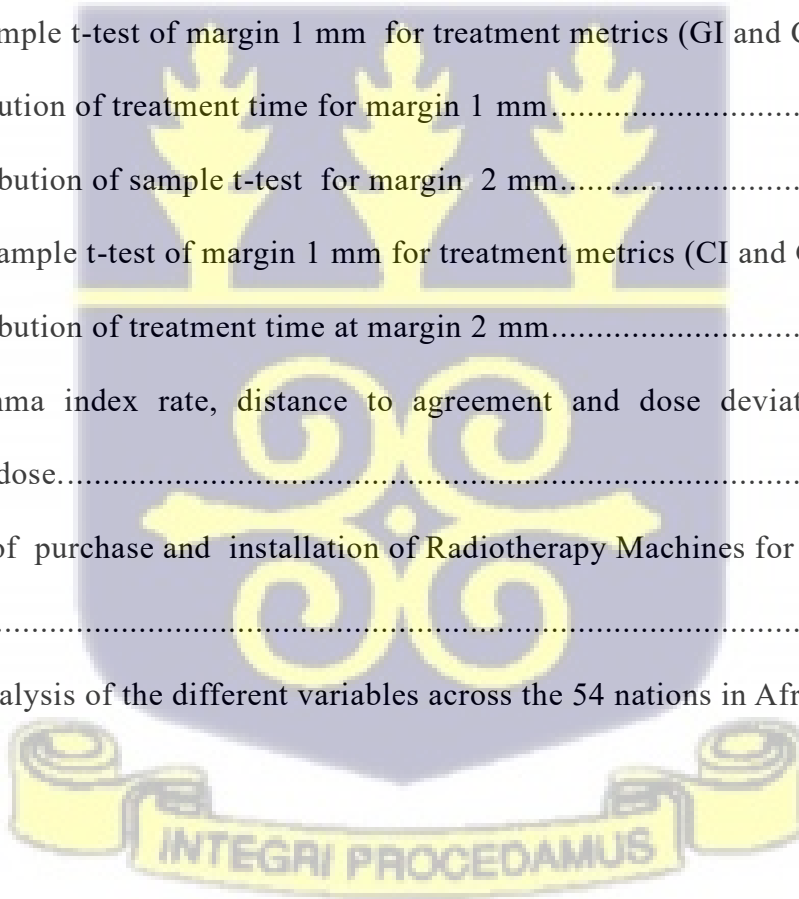 mple t-test of margin 1 mm for treatment metrics (GI and
ution of treatment time for margin 1 mm..............................
bution of sample t-test for margin 2 mm.............................
ample t-test of margin 1 mm for treatment metrics (CI and
bution of treatment time at margin 2 mm..............................
ma index rate, distance to agreement and dose deviat
dose.....................................................................................
of purchase and installation of Radiotherapy Machines for
............................................................................................
alysis of the different variables across the 54 nations in Afr
INTEGRI PROCEDAMUS